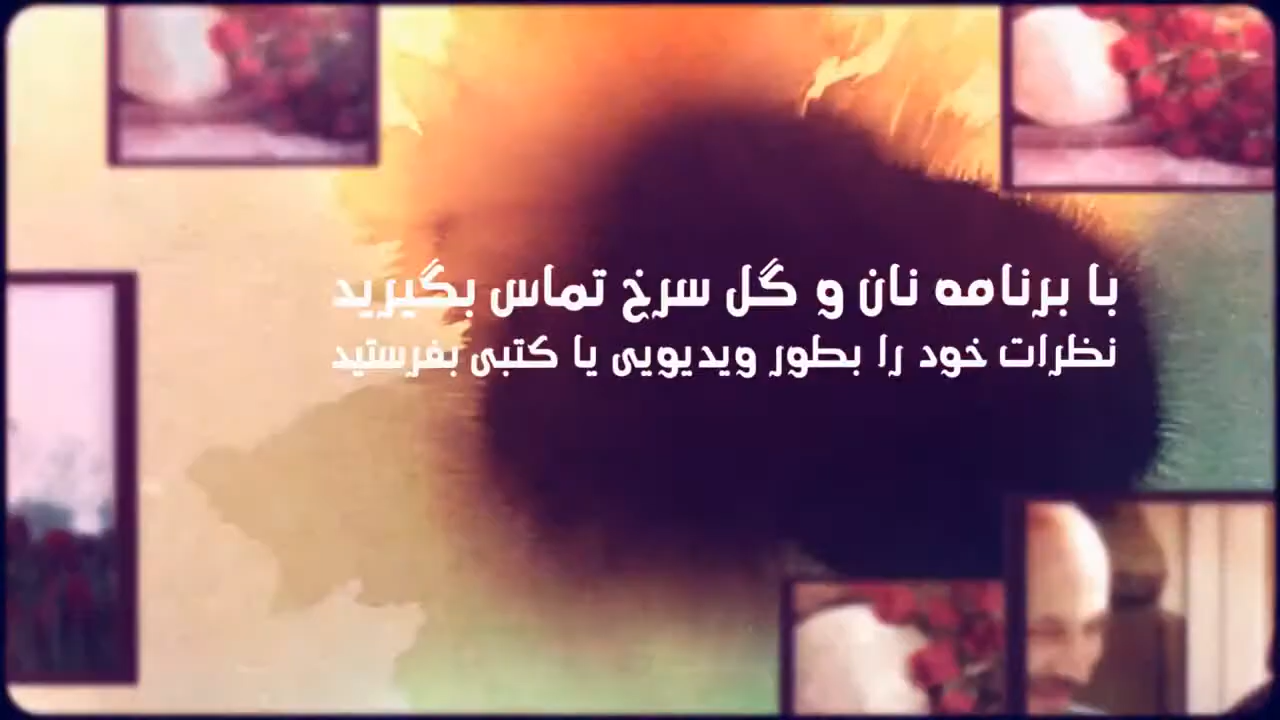 با برنامه نان و گل سرخ تماس بگیرید
نظرات خود را بطور ویدیویی یا کتبی بفرستید